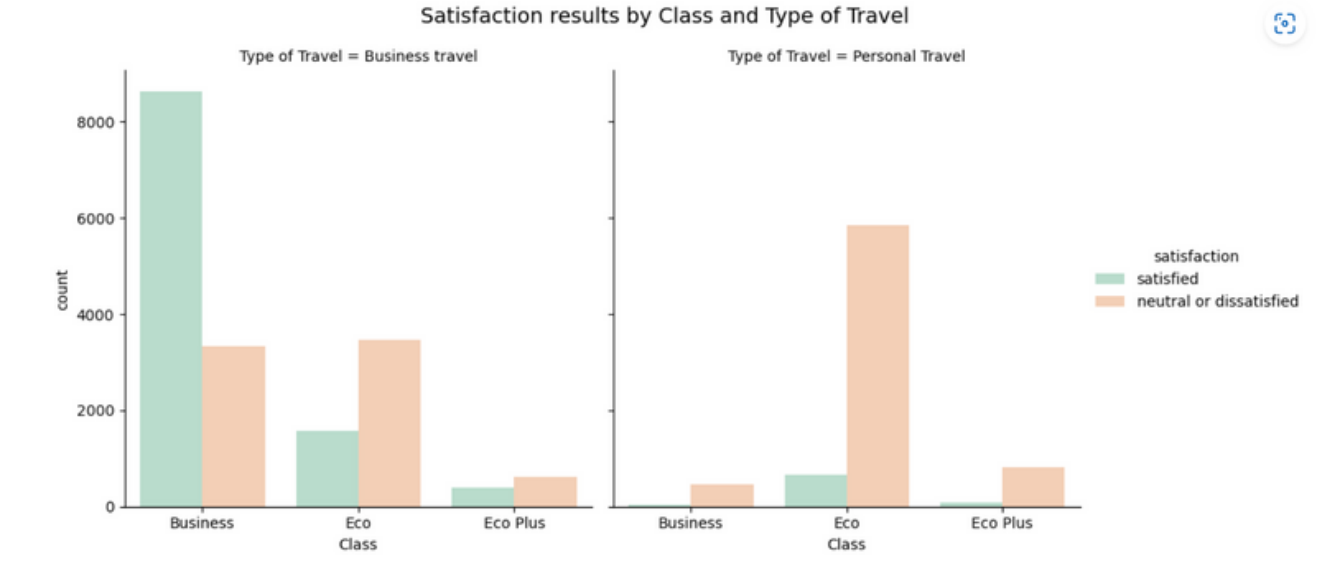 Satisfaction results by Class and Type of Travel
Type of Travel = Business travel
Type of Travel = Personal Travel
8000
6000
4000
2000
0
count
Business
Eco
Eco Plus
Class
Business
Eco
Eco Plus
Class
satisfaction
satisfied
neutral or dissatisfied